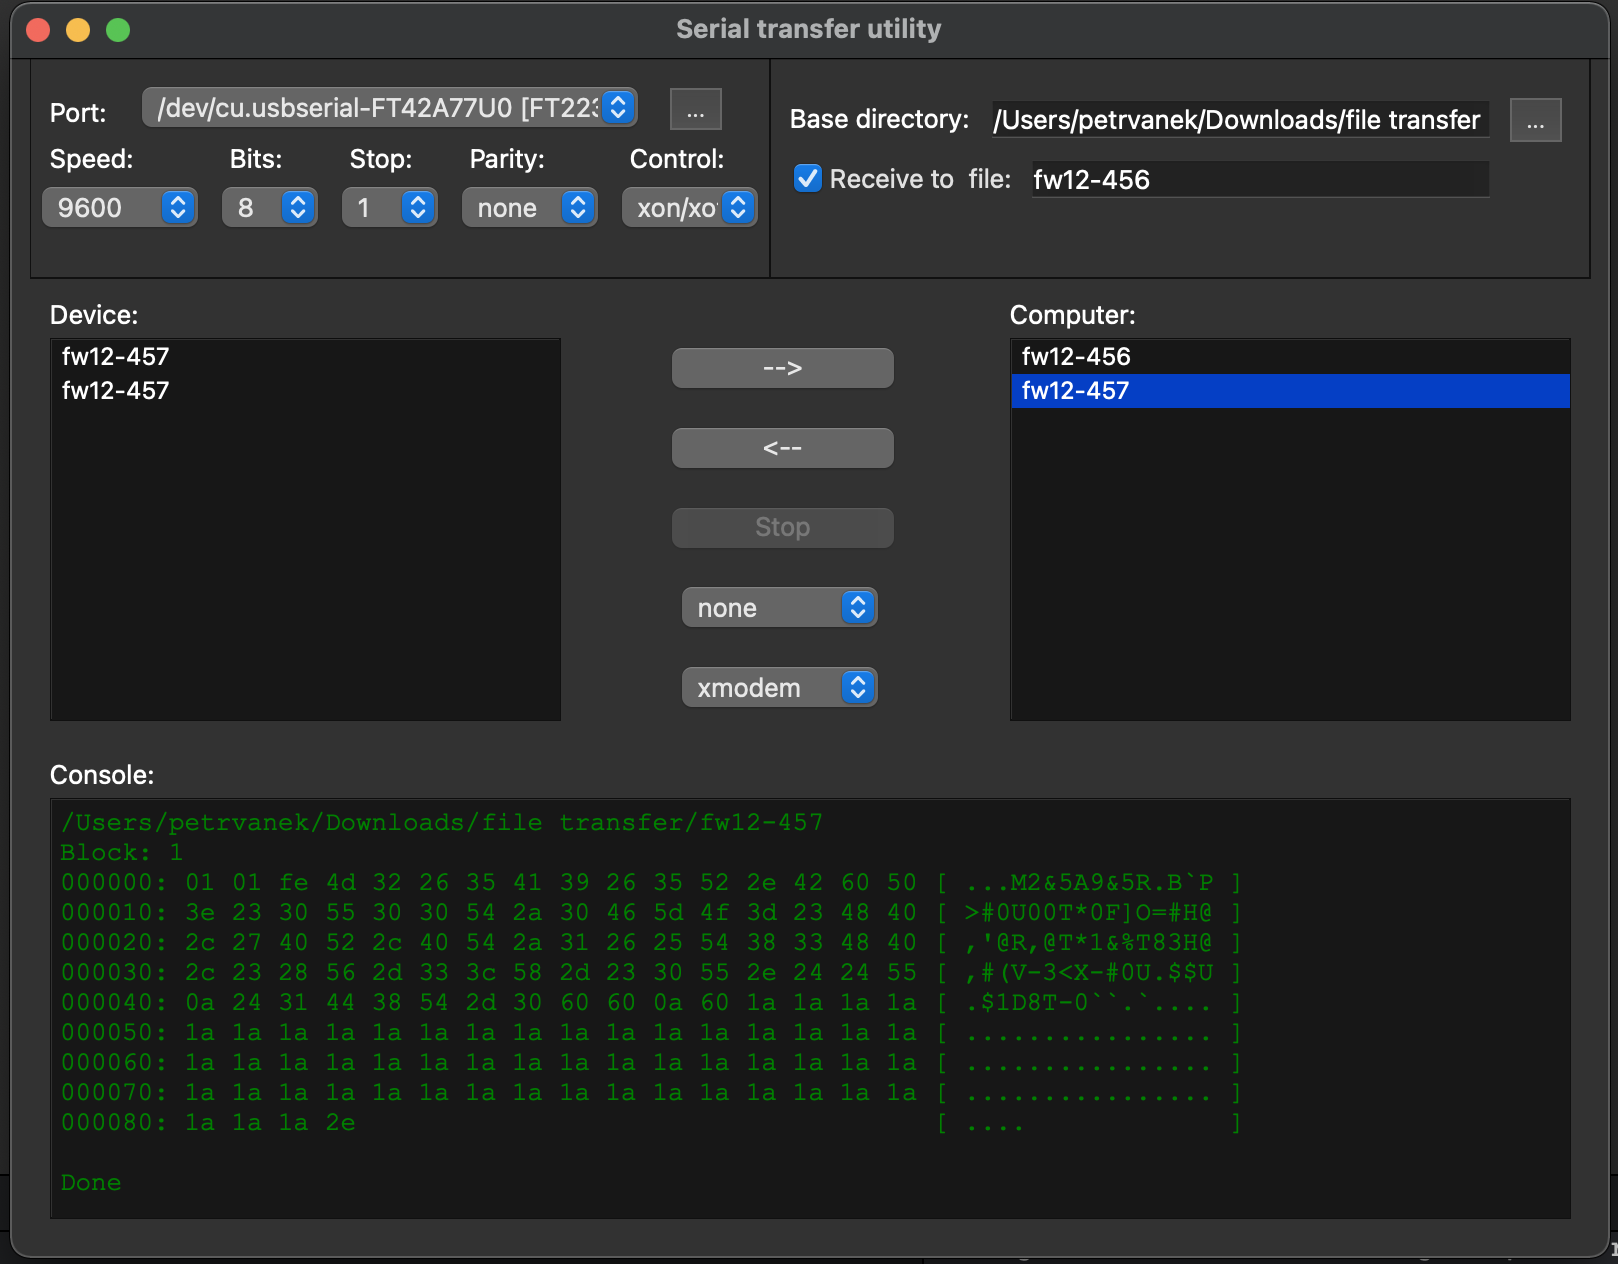 Serial transfer utility
Port: /dev/cu.usbserial-FT42A77U0 [FT223 ...
Speed: Bits: Stop: Parity: Control:
9600 8 1 none xon/xo
Base directory: /Users/petrvanek/Downloads/file transfer ...
Receive to file: fw12-456
Device:
fw12-457
fw12-457
-->
<--
Stop
none
xmodem
Computer:
fw12-456
fw12-457
Console:
/Users/petrvanek/Downloads/file transfer/fw12-457
Block: 1
000000: 01 01 fe 4d 32 26 35 41 39 26 35 52 2e 42 60 50 [ ...M2&5A9&5R.B`P ]
000010: 3e 23 30 55 30 30 54 2a 30 46 5d 4f 3d 23 48 40 [ >#0U00T*0F]O=#H@ ]
000020: 2c 27 40 52 2c 40 54 2a 31 26 25 54 38 33 48 40 [ ,'@R,@T*1&%T83H@ ]
000030: 2c 23 28 56 2d 33 3c 58 2d 23 30 55 2e 24 24 55 [ ,#(V-3<X-#0U.$$U ]
000040: 0a 24 31 44 38 54 2d 30 60 60 0a 60 1a 1a 1a 1a [ .$1D8T-0``.`.... ]
000050: 1a 1a 1a 1a 1a 1a 1a 1a 1a 1a 1a 1a 1a 1a 1a 1a [ ................ ]
000060: 1a 1a 1a 1a 1a 1a 1a 1a 1a 1a 1a 1a 1a 1a 1a 1a [ ................ ]
000070: 1a 1a 1a 1a 1a 1a 1a 1a 1a 1a 1a 1a 1a 1a 1a 1a [ ................ ]
000080: 1a 1a 1a 2e [ .... ]
Done